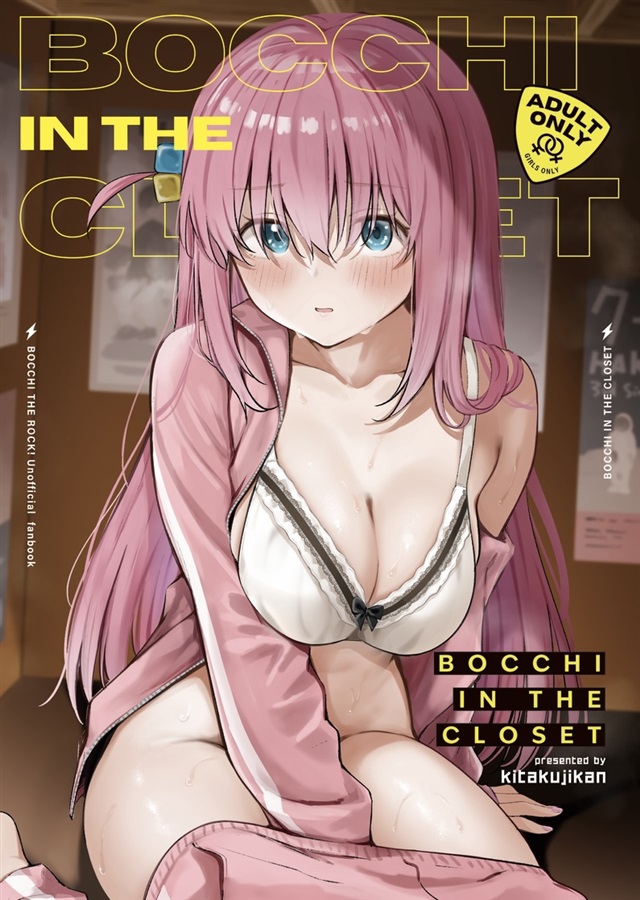 BOCCHI
IN THE
ADULT
ONLY
GIRLS ONLY
BOCCHI THE ROCK! Unofficial fanbook
BOCCHI IN THE CLOSET
BOCCHI
IN THE
CLOSET
presented by
kitakujikan